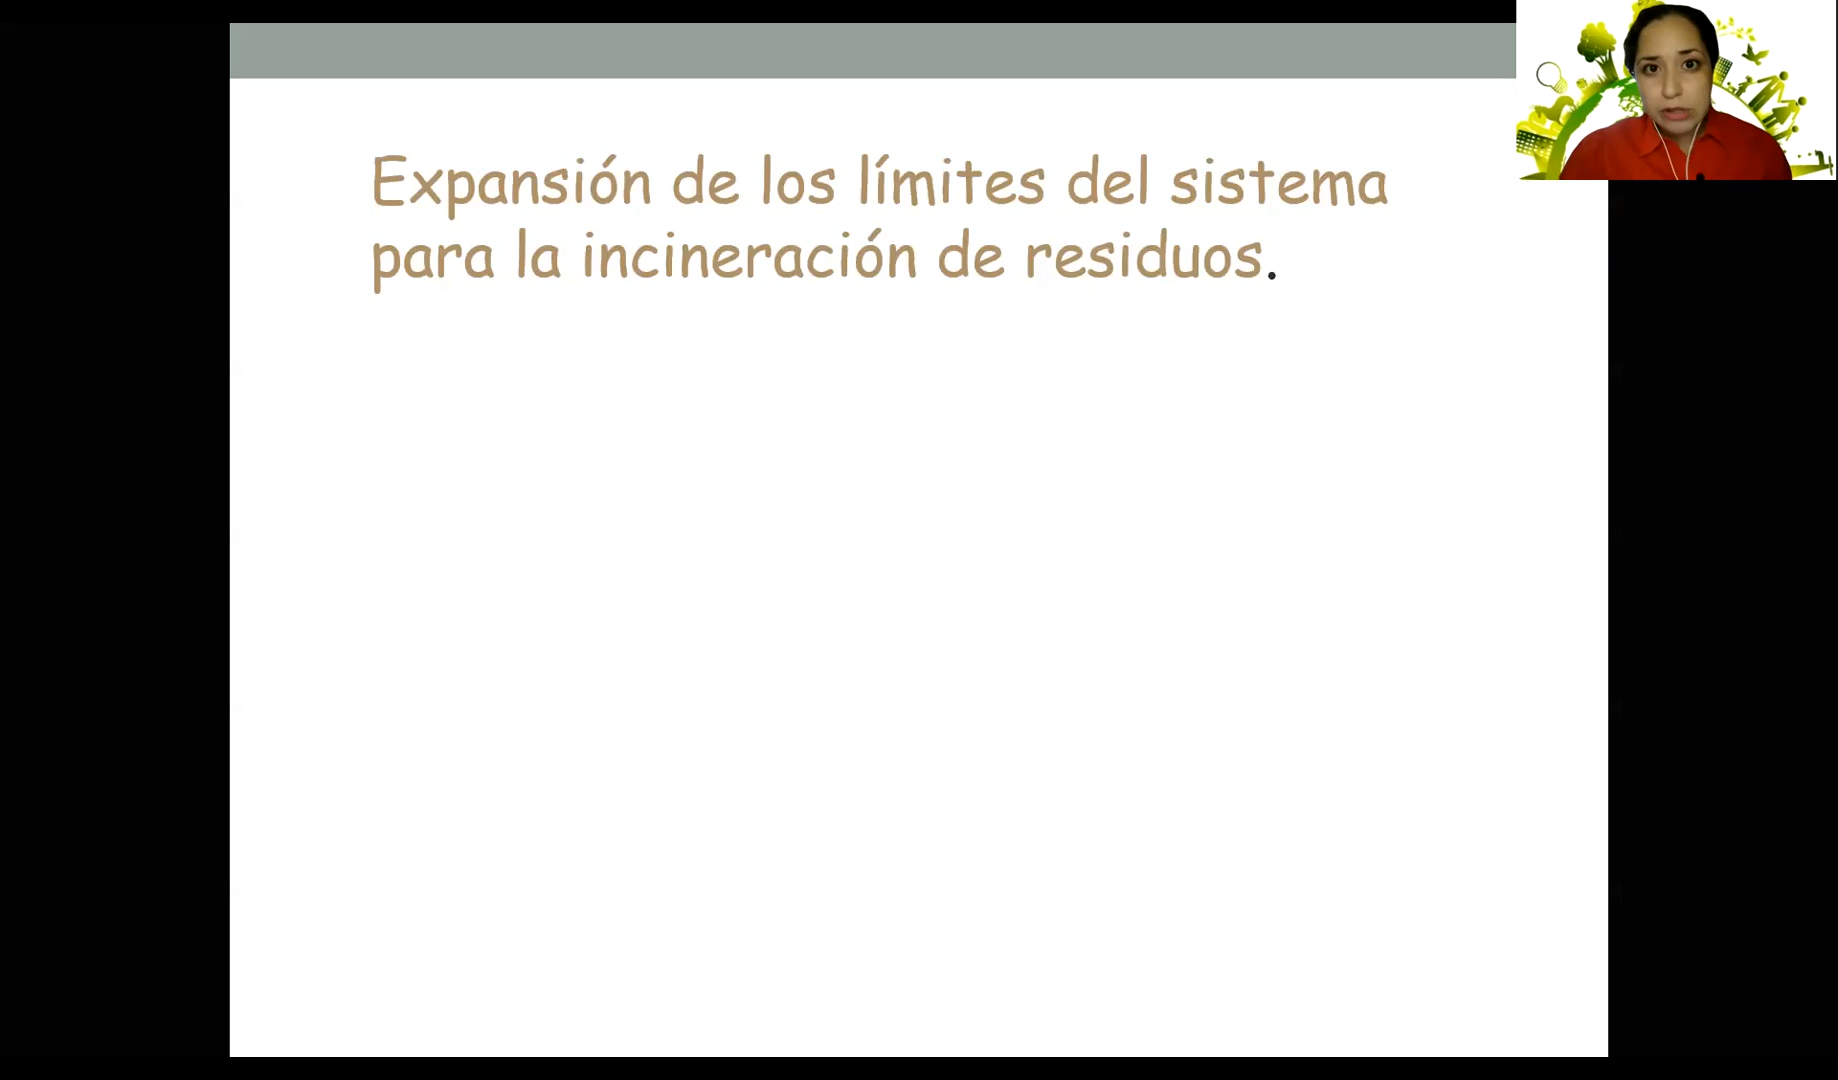 Expansión de los límites del sistema
para la incineración de residuos.